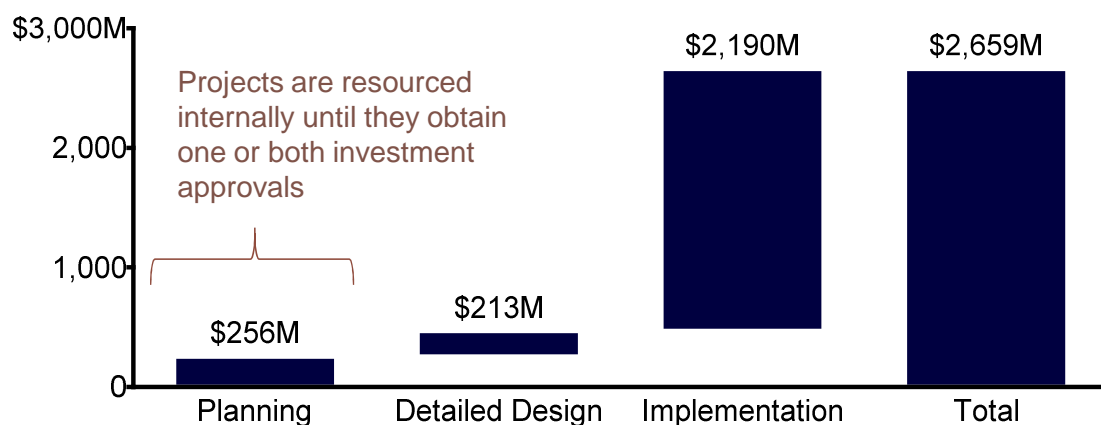 $3,000M
$2,190M
$2,659M
Projects are resourced
internally until they obtain
one or both investment
approvals
2,000
1,000
$213M
$256M
0
Planning
Detailed Design
Implementation
Total